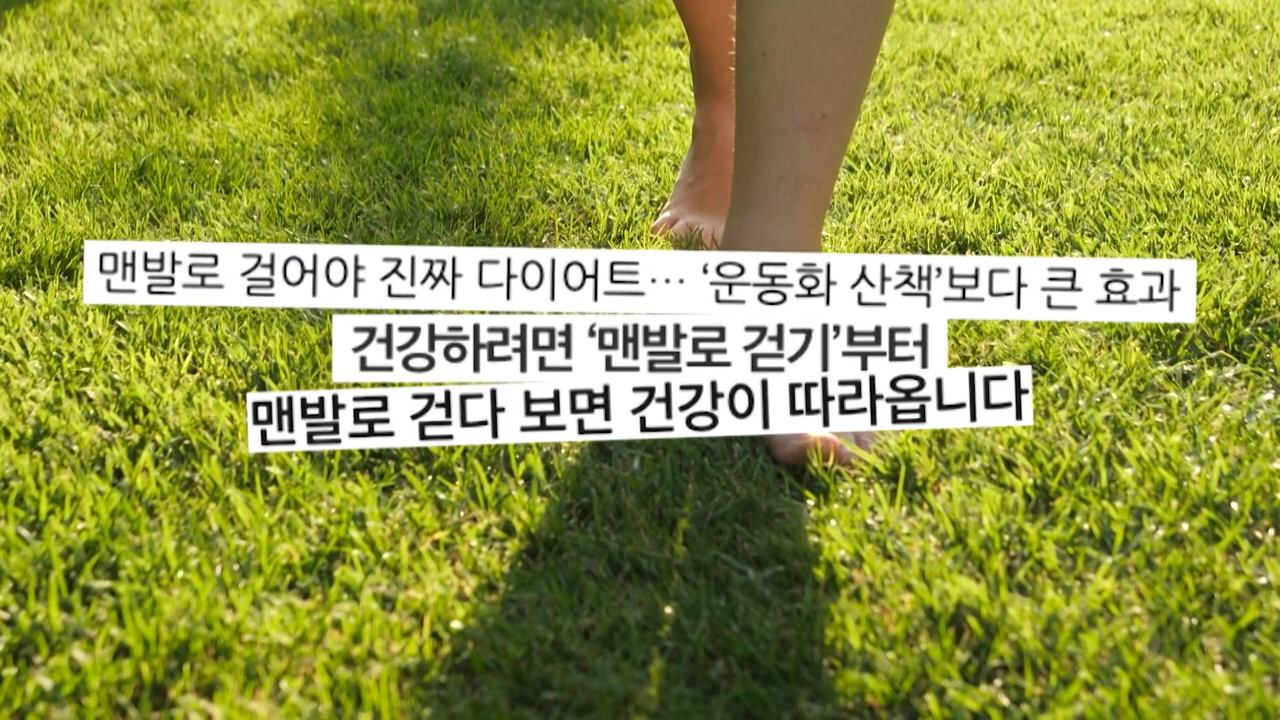 맨발로 걸어야 진짜 다이어트… ‘운동화 산책’보다 큰 효과
건강하려면 ‘맨발로 걷기’부터
맨발로 걷다 보면 건강이 따라옵니다